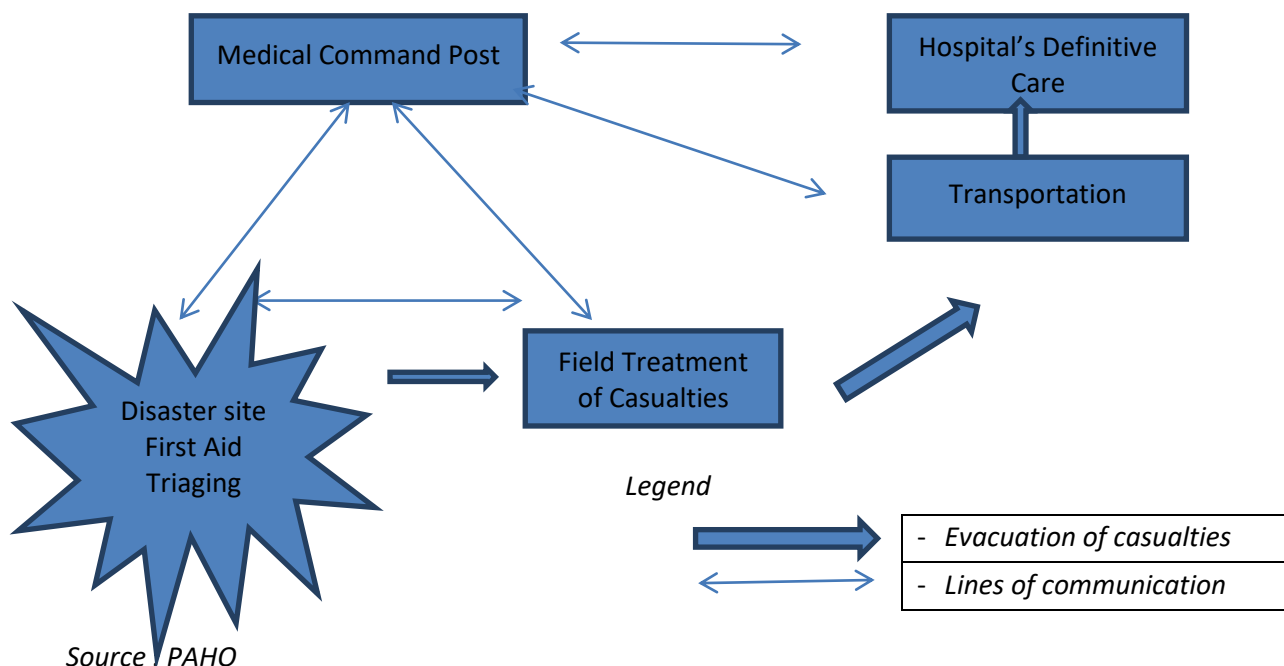 Medical Command Post
Hospital’s Definitive
Care
Transportation
Disaster site
First Aid
Triaging
Field Treatment
of Casualties
Legend
- Evacuation of casualties
- Lines of communication
Source : PAHO